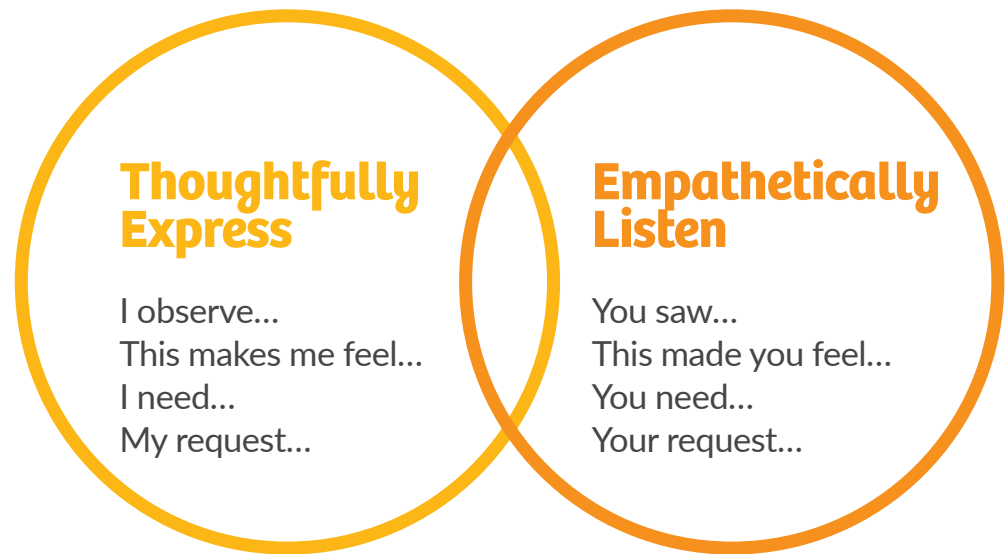 Thoughtfully
Express
I observe...
This makes me feel...
I need...
My request...
Empathetically
Listen
You saw...
This made you feel...
You need...
Your request...